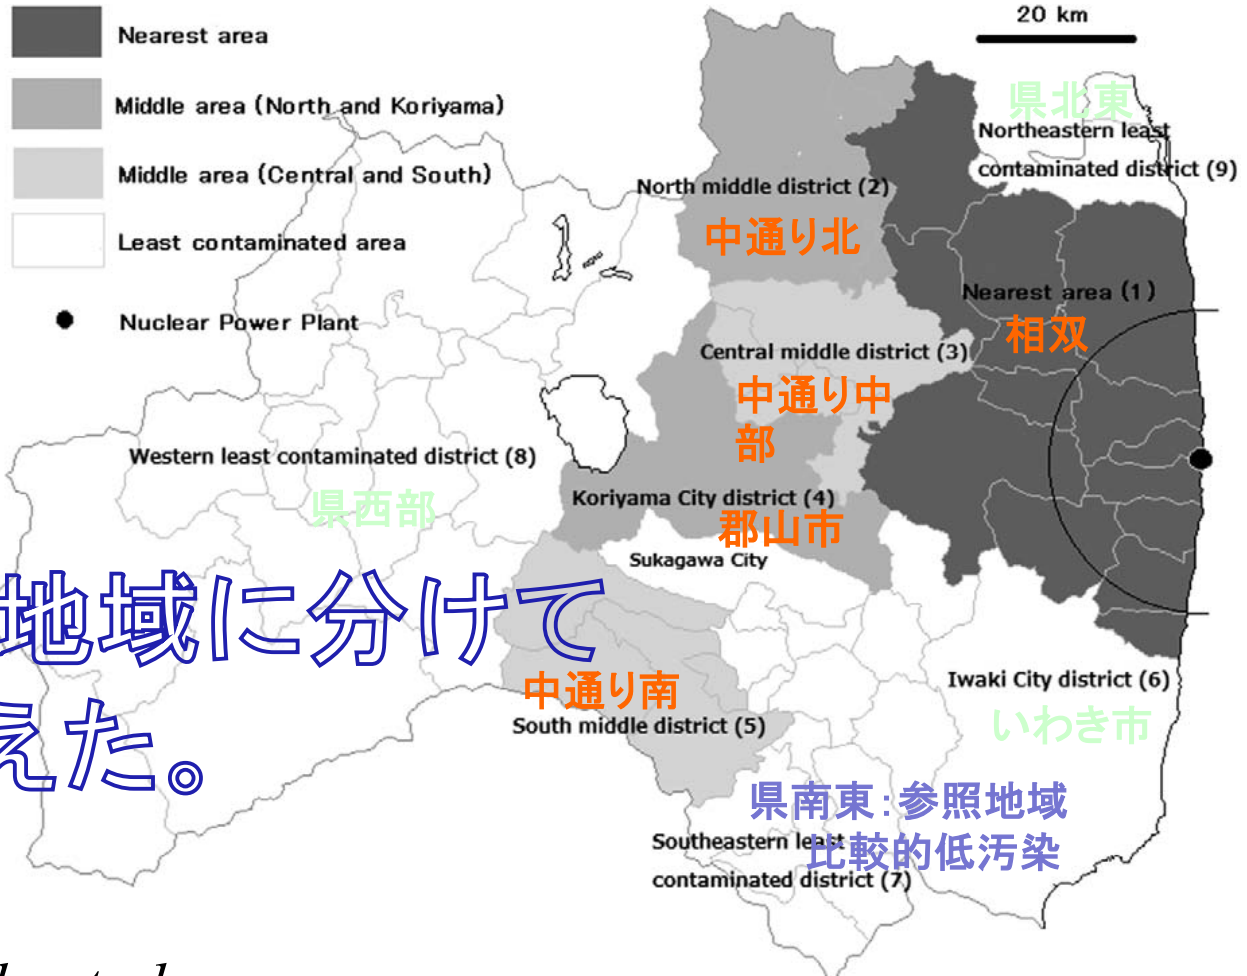 Nearest area
Middle area (North and Koriyama)
Middle area (Central and South)
Least contaminated area
Nuclear Power Plant
20 km
県北東
Northeastern least
contaminated district (9)
North middle district (2)
中通り北
Nearest area (1)
相双
Central middle district (3)
中通り中
部
Western least contaminated district (8)
県西部
Koriyama City district (4)
郡山市
Sukagawa City
地域に分けて
えた。
中通り南
South middle district (5)
Iwaki City district (6)
いわき市
県南東:参照地域
比較的低汚染
Southeastern least
contaminated district (7)